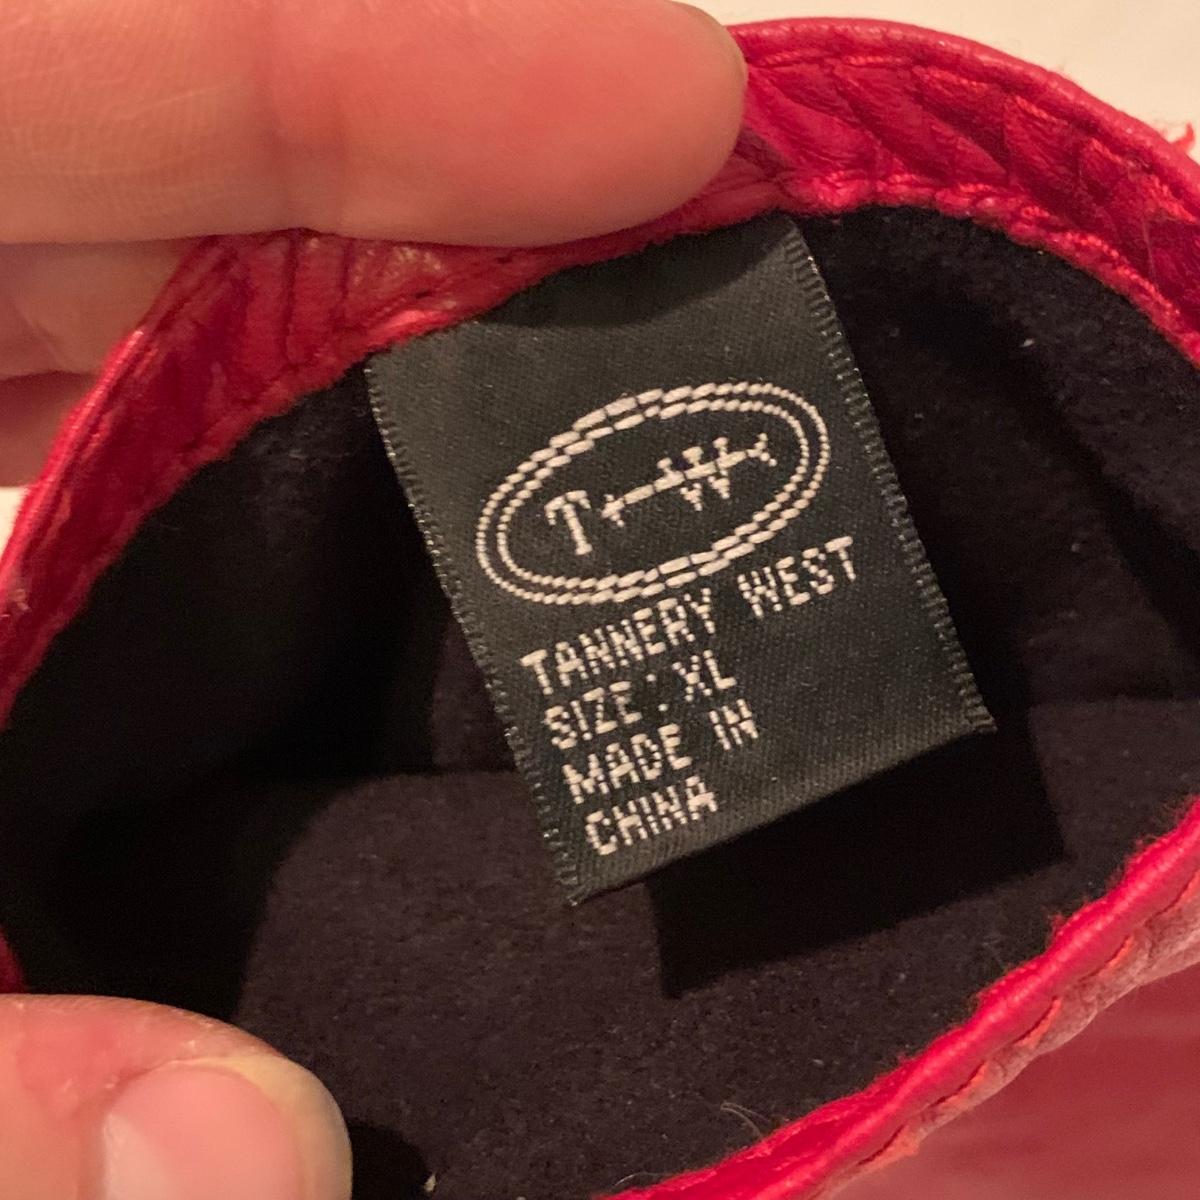 T W
TANNERY WEST
SIZE: XL
MADE IN
CHINA